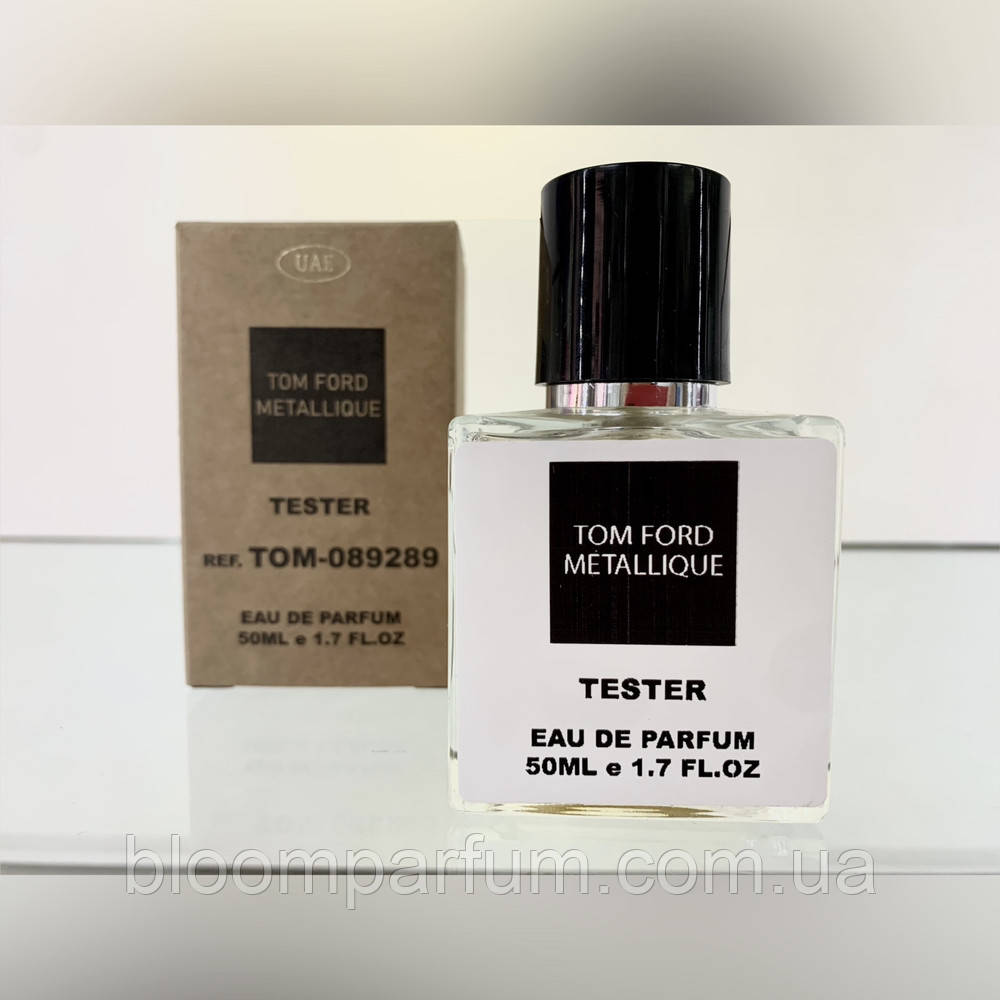 UAE
TOM FORD
METALLIQUE
TESTER
REF. TOM-089289
EAU DE PARFUM
50ML e 1.7 FL.OZ
TOM FORD
MÉTALLIQUE
TESTER
EAU DE PARFUM
50ML e 1.7 FL.OZ
bloomparfum.com.ua